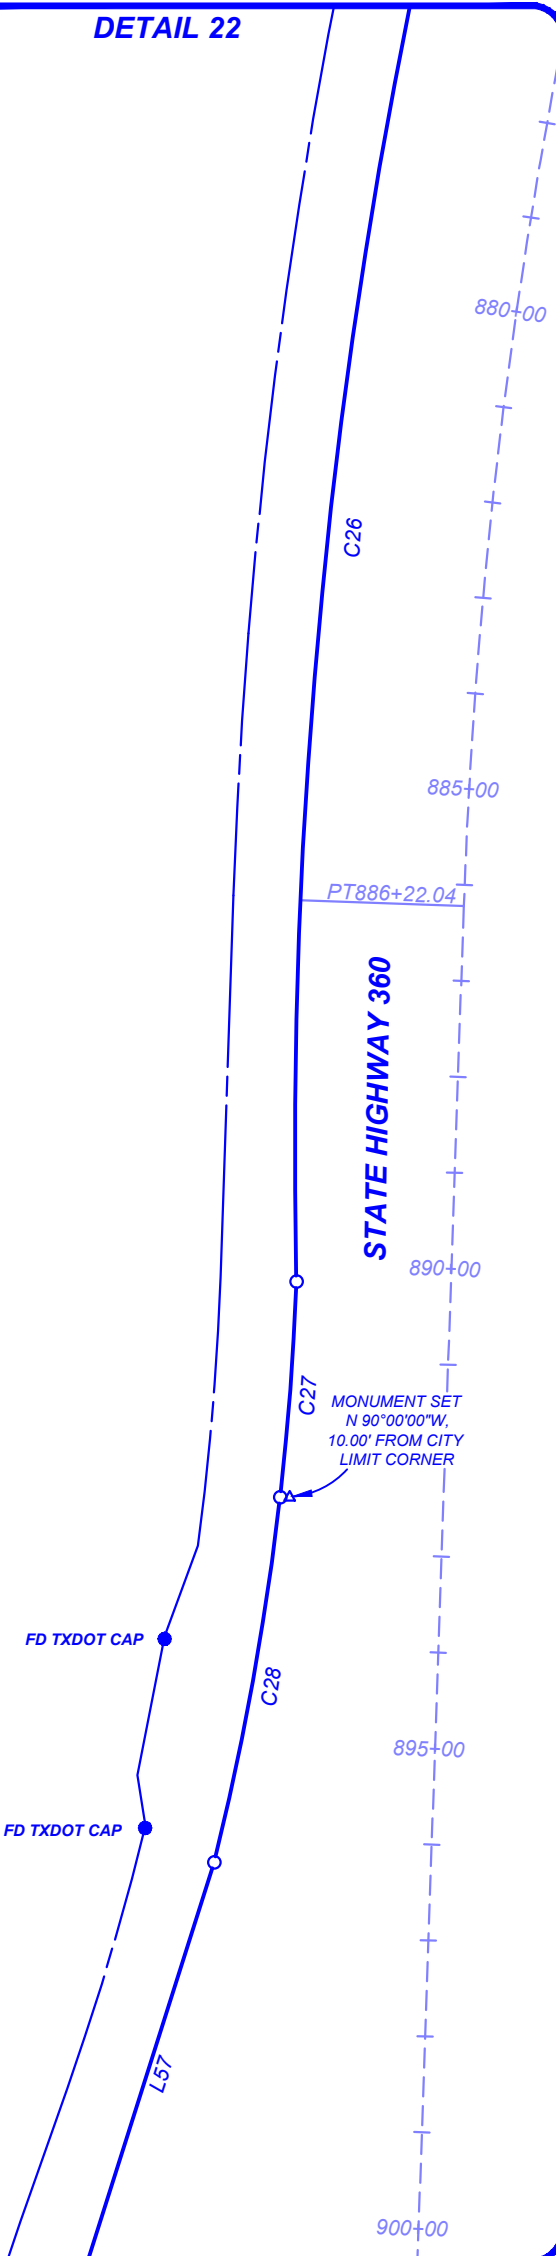 DETAIL 22
880+00
C26
885+00
PT886+22.04
STATE HIGHWAY 360
890+00
C27
MONUMENT SET
N 90°00'00"W,
10.00' FROM CITY
LIMIT CORNER
FD TXDOT CAP
C28
895+00
FD TXDOT CAP
L57
900+00